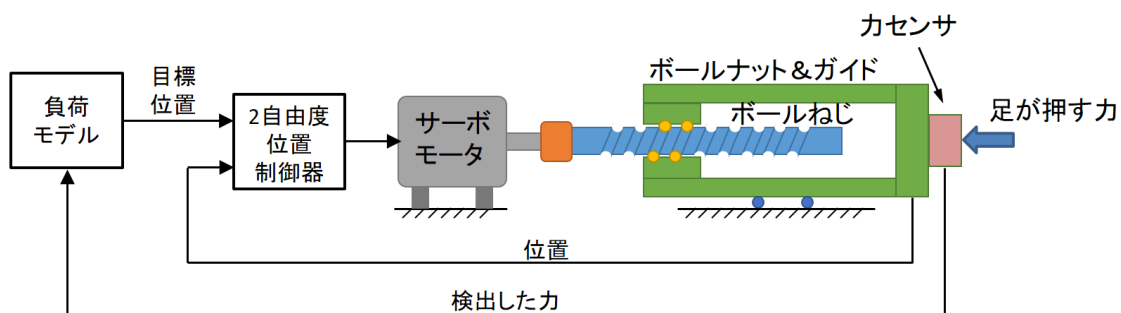 力センサ
ボールナット＆ガイド
目標
位置
負荷
モデル
2自由度
位置
制御器
サーボ
モータ
ボールねじ
足が押す力
位置
検出した力